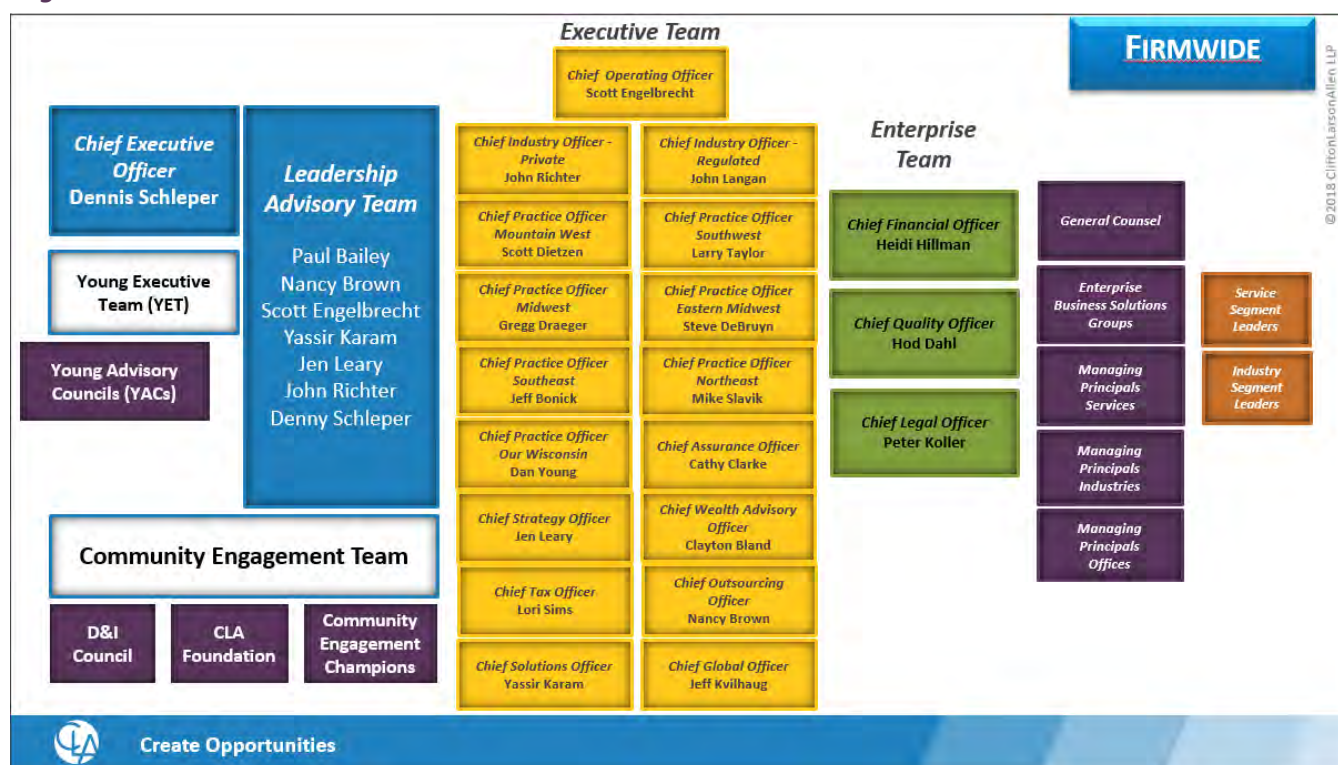 Executive Team
FIRMWIDE
Chief Operating Officer
Scott Engelbrecht
©2018 CliftonLarsonAllen LLP
Chief Executive
Officer
Dennis Schleper
Young Executive
Team (YET)
Young Advisory
Councils (YACs)
Leadership
Advisory Team
Paul Bailey
Nancy Brown
Scott Engelbrecht
Yassir Karam
Jen Leary
John Richter
Denny Schleper
Community Engagement Team
D&I
Council
CLA
Foundation
Community
Engagement
Champions
Chief Industry Officer -
Private
John Richter
Chief Industry Officer -
Regulated
John Langan
Chief Practice Officer
Mountain West
Scott Dietzen
Chief Practice Officer
Southwest
Larry Taylor
Chief Practice Officer
Midwest
Gregg Draeger
Chief Practice Officer
Eastern Midwest
Steve DeBruyn
Chief Practice Officer
Southeast
Jeff Bonick
Chief Practice Officer
Northeast
Mike Slavik
Chief Practice Officer
Our Wisconsin
Dan Young
Chief Assurance Officer
Cathy Clarke
Chief Strategy Officer
Jen Leary
Chief Wealth Advisory
Officer
Clayton Bland
Chief Tax Officer
Lori Sims
Chief Outsourcing
Officer
Nancy Brown
Chief Solutions Officer
Yassir Karam
Chief Global Officer
Jeff Kvilhaug
Enterprise
Team
Chief Financial Officer
Heidi Hillman
Chief Quality Officer
Hod Dahl
Chief Legal Officer
Peter Koller
General Counsel
Enterprise
Business Solutions
Groups
Managing
Principals
Services
Managing
Principals
Industries
Managing
Principals
Offices
Service
Segment
Leaders
Industry
Segment
Leaders
CLA
Create Opportunities